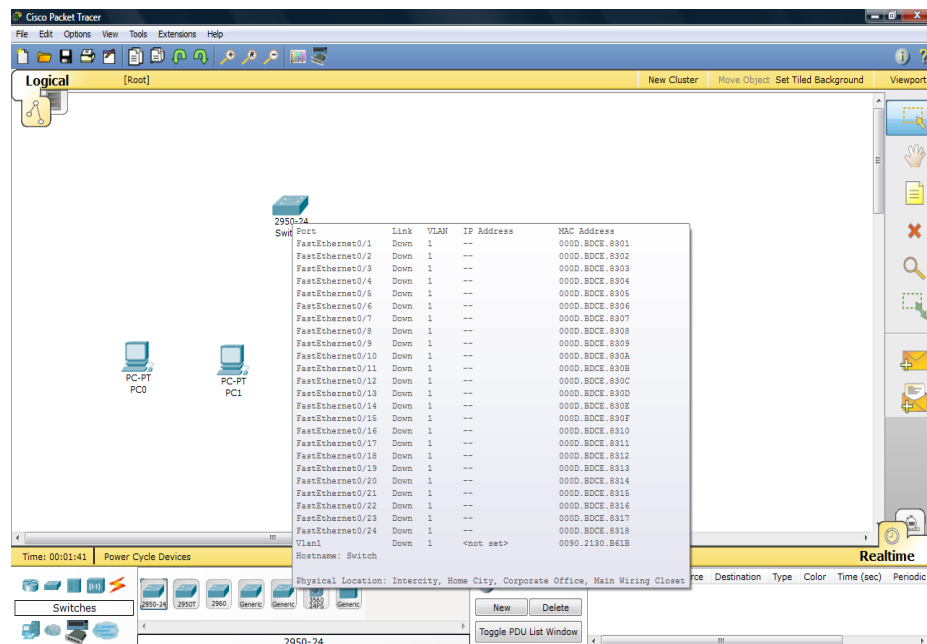 Cisco Packet Tracer
File Edit Options View Tools Extensions Help
Logical [Root] New Cluster Move Object Set Tiled Background Viewport
2950-24
Swit
Port Link VLAN IP Address MAC Address
FastEthernet0/1 Down 1 -- 000D.BDCE.8301
FastEthernet0/2 Down 1 -- 000D.BDCE.8302
FastEthernet0/3 Down 1 -- 000D.BDCE.8303
FastEthernet0/4 Down 1 -- 000D.BDCE.8304
FastEthernet0/5 Down 1 -- 000D.BDCE.8305
FastEthernet0/6 Down 1 -- 000D.BDCE.8306
FastEthernet0/7 Down 1 -- 000D.BDCE.8307
FastEthernet0/8 Down 1 -- 000D.BDCE.8308
FastEthernet0/9 Down 1 -- 000D.BDCE.8309
FastEthernet0/10 Down 1 -- 000D.BDCE.830A
FastEthernet0/11 Down 1 -- 000D.BDCE.830B
FastEthernet0/12 Down 1 -- 000D.BDCE.830C
FastEthernet0/13 Down 1 -- 000D.BDCE.830D
FastEthernet0/14 Down 1 -- 000D.BDCE.830E
FastEthernet0/15 Down 1 -- 000D.BDCE.830F
FastEthernet0/16 Down 1 -- 000D.BDCE.8310
FastEthernet0/17 Down 1 -- 000D.BDCE.8311
FastEthernet0/18 Down 1 -- 000D.BDCE.8312
FastEthernet0/19 Down 1 -- 000D.BDCE.8313
FastEthernet0/20 Down 1 -- 000D.BDCE.8314
FastEthernet0/21 Down 1 -- 000D.BDCE.8315
FastEthernet0/22 Down 1 -- 000D.BDCE.8316
FastEthernet0/23 Down 1 -- 000D.BDCE.8317
FastEthernet0/24 Down 1 -- 000D.BDCE.8318
Vlan1 Down 1 <not set> 0090.2130.B61B
Hostname: Switch
Physical Location: Intercity, Home City, Corporate Office, Main Wiring Closet
PC-PT
PC0
PC-PT
PC1
Time: 00:01:41 Power Cycle Devices Realtime
rce Destination Type Color Time (sec) Periodic
Switches
2950-24 2950T 2960 Generic Generic 3560 24PS Generic
New Delete
Toggle PDU List Window
2950-24